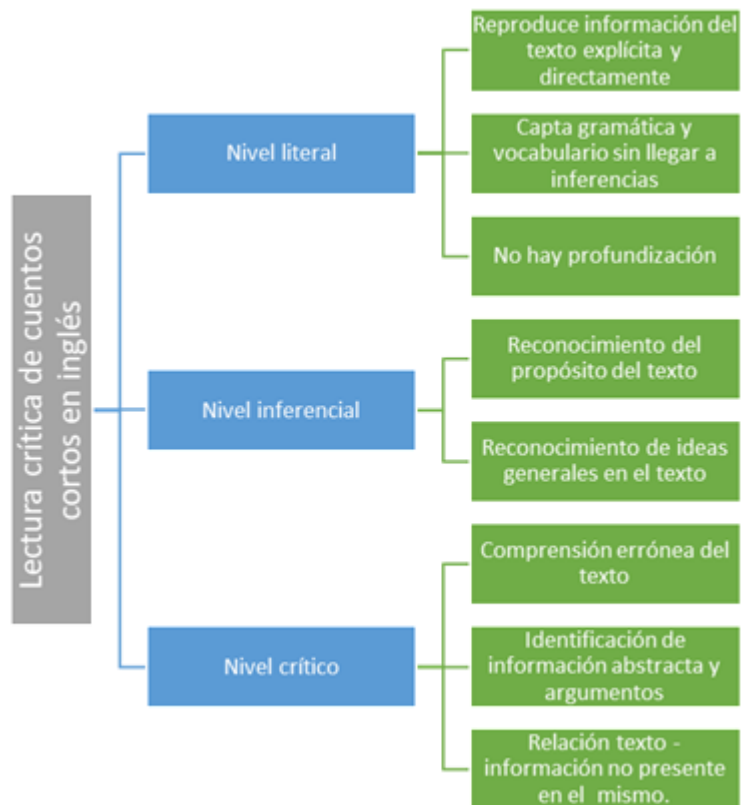 Lectura crítica de cuentos
cortos en inglés
Nivel literal
Reproduce información del
texto explícita y
directamente
Capta gramática y
vocabulario sin llegar a
inferencias
No hay profundización
Nivel inferencial
Reconocimiento del
propósito del texto
Reconocimiento de ideas
generales en el texto
Nivel crítico
Comprensión errónea del
texto
Identificación de
información abstracta y
argumentos
Relación texto -
información no presente
en el mismo.